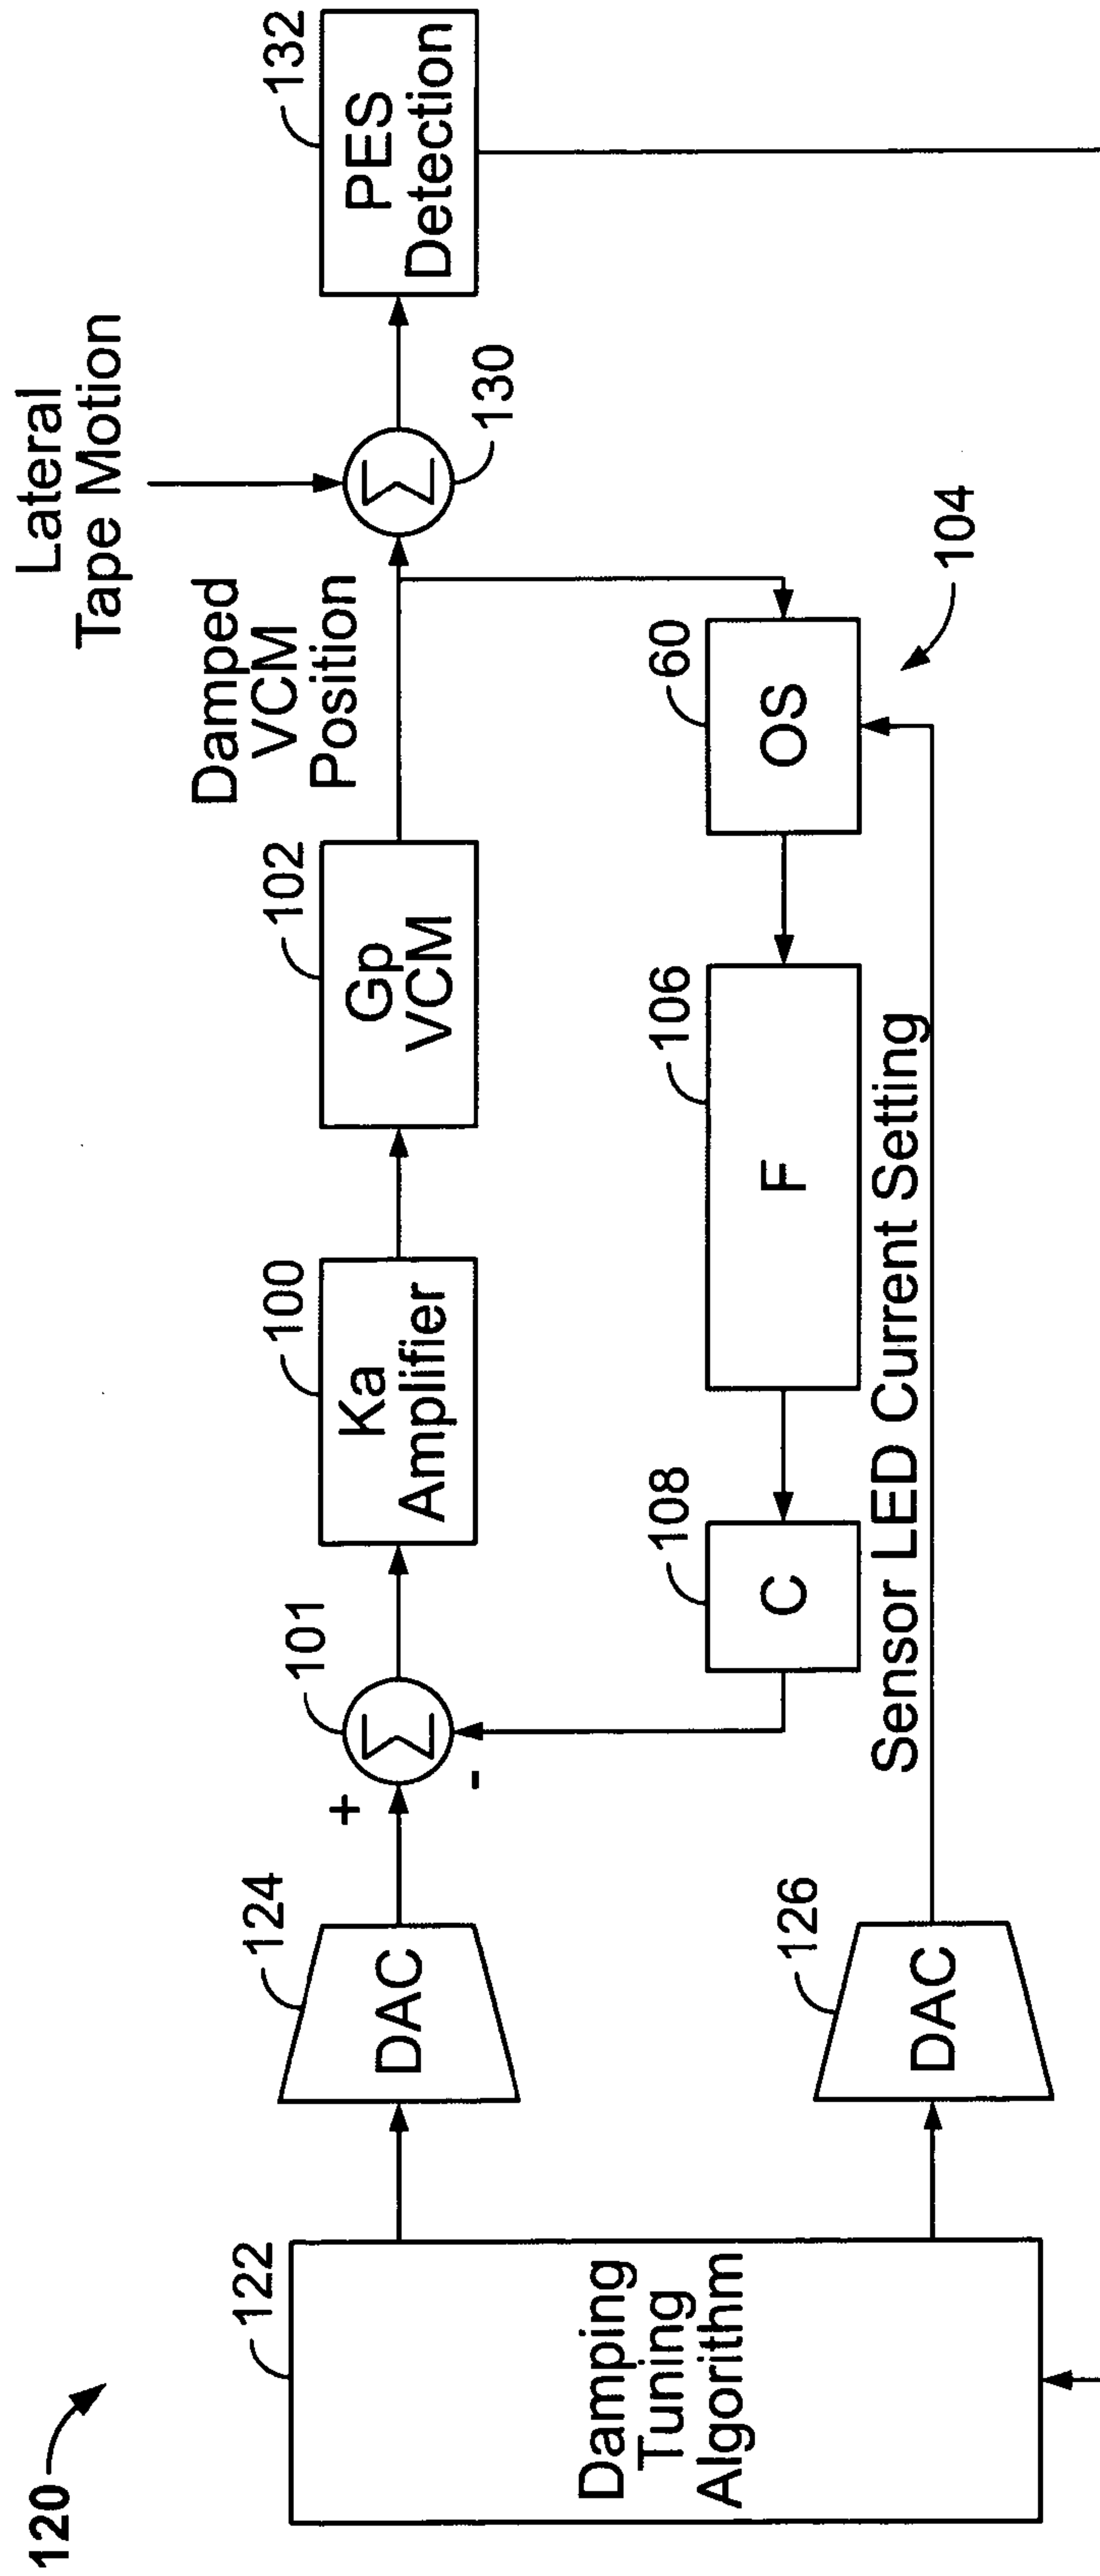 120
122
Damping
Tuning
Algorithm
124
DAC
126
DAC
+
-
101
Σ
100
Ka
Amplifier
102
Gp
VCM
Damped
VCM
Position
Lateral
Tape Motion
Σ
130
132
PES
Detection
108
C
106
F
60
OS
104
Sensor LED Current Setting